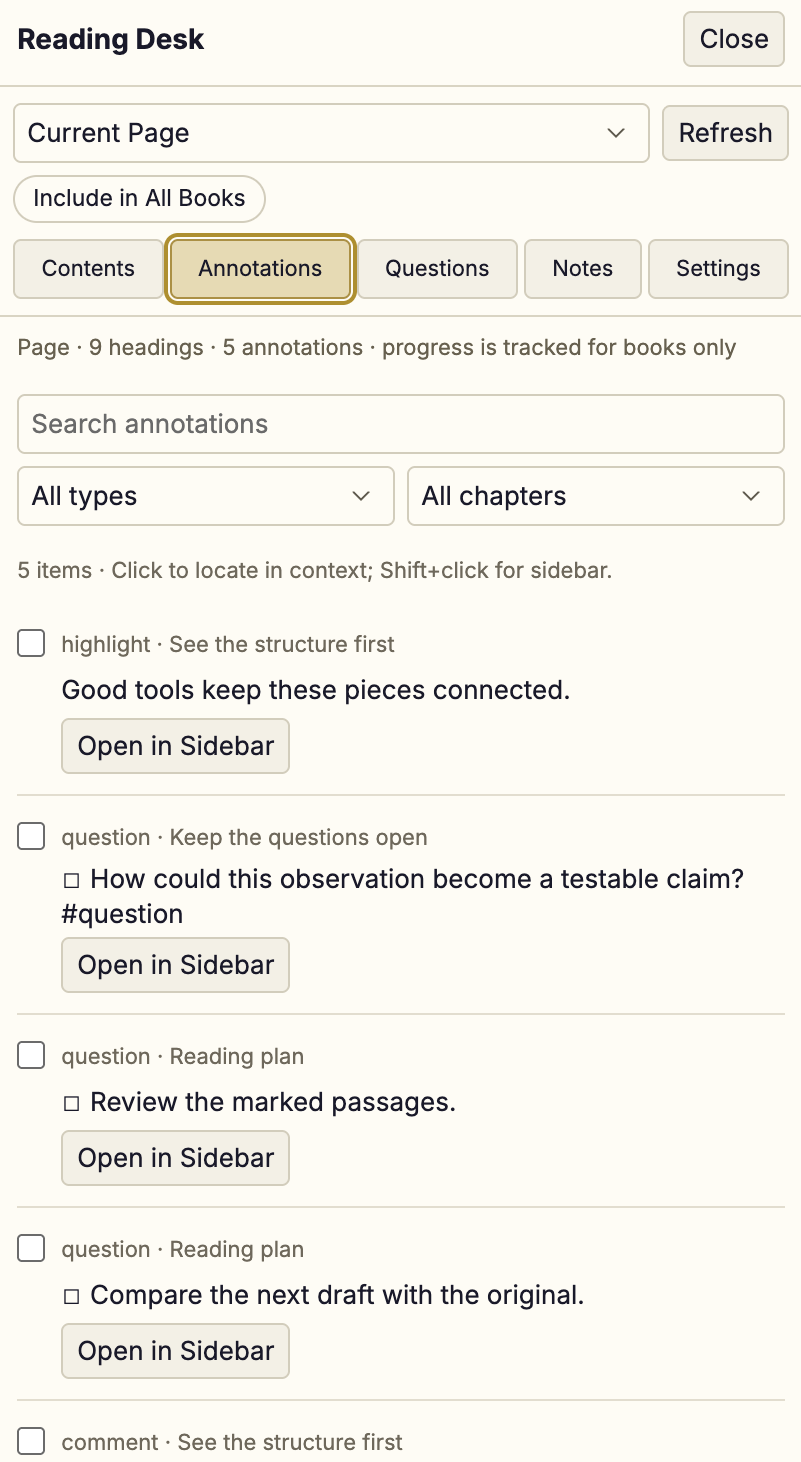 Reading Desk
Close
Current Page
Refresh
Include in All Books
Contents
Annotations
Questions
Notes
Settings
Page · 9 headings · 5 annotations · progress is tracked for books only
Search annotations
All types
All chapters
5 items · Click to locate in context; Shift+click for sidebar.
highlight · See the structure first
Good tools keep these pieces connected.
Open in Sidebar
question · Keep the questions open
☐ How could this observation become a testable claim?
#question
Open in Sidebar
question · Reading plan
☐ Review the marked passages.
Open in Sidebar
question · Reading plan
☐ Compare the next draft with the original.
Open in Sidebar
comment · See the structure first